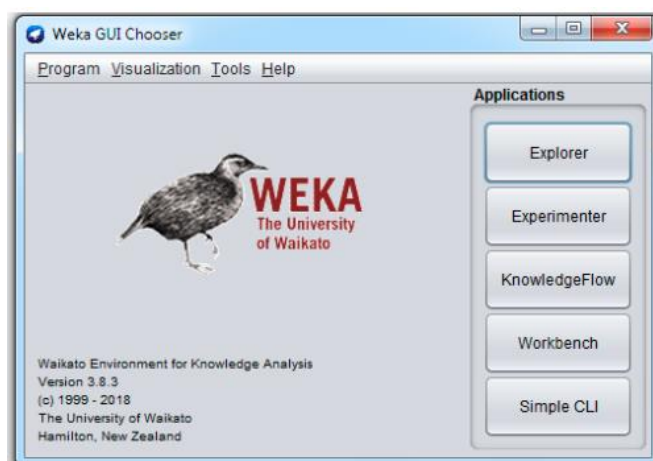 Weka GUI Chooser
Program Visualization Tools Help
Applications
Explorer
Experimenter
KnowledgeFlow
Workbench
Simple CLI
WEKA
The University
of Waikato
Waikato Environment for Knowledge Analysis
Version 3.8.3
(c) 1999 - 2018
The University of Waikato
Hamilton, New Zealand